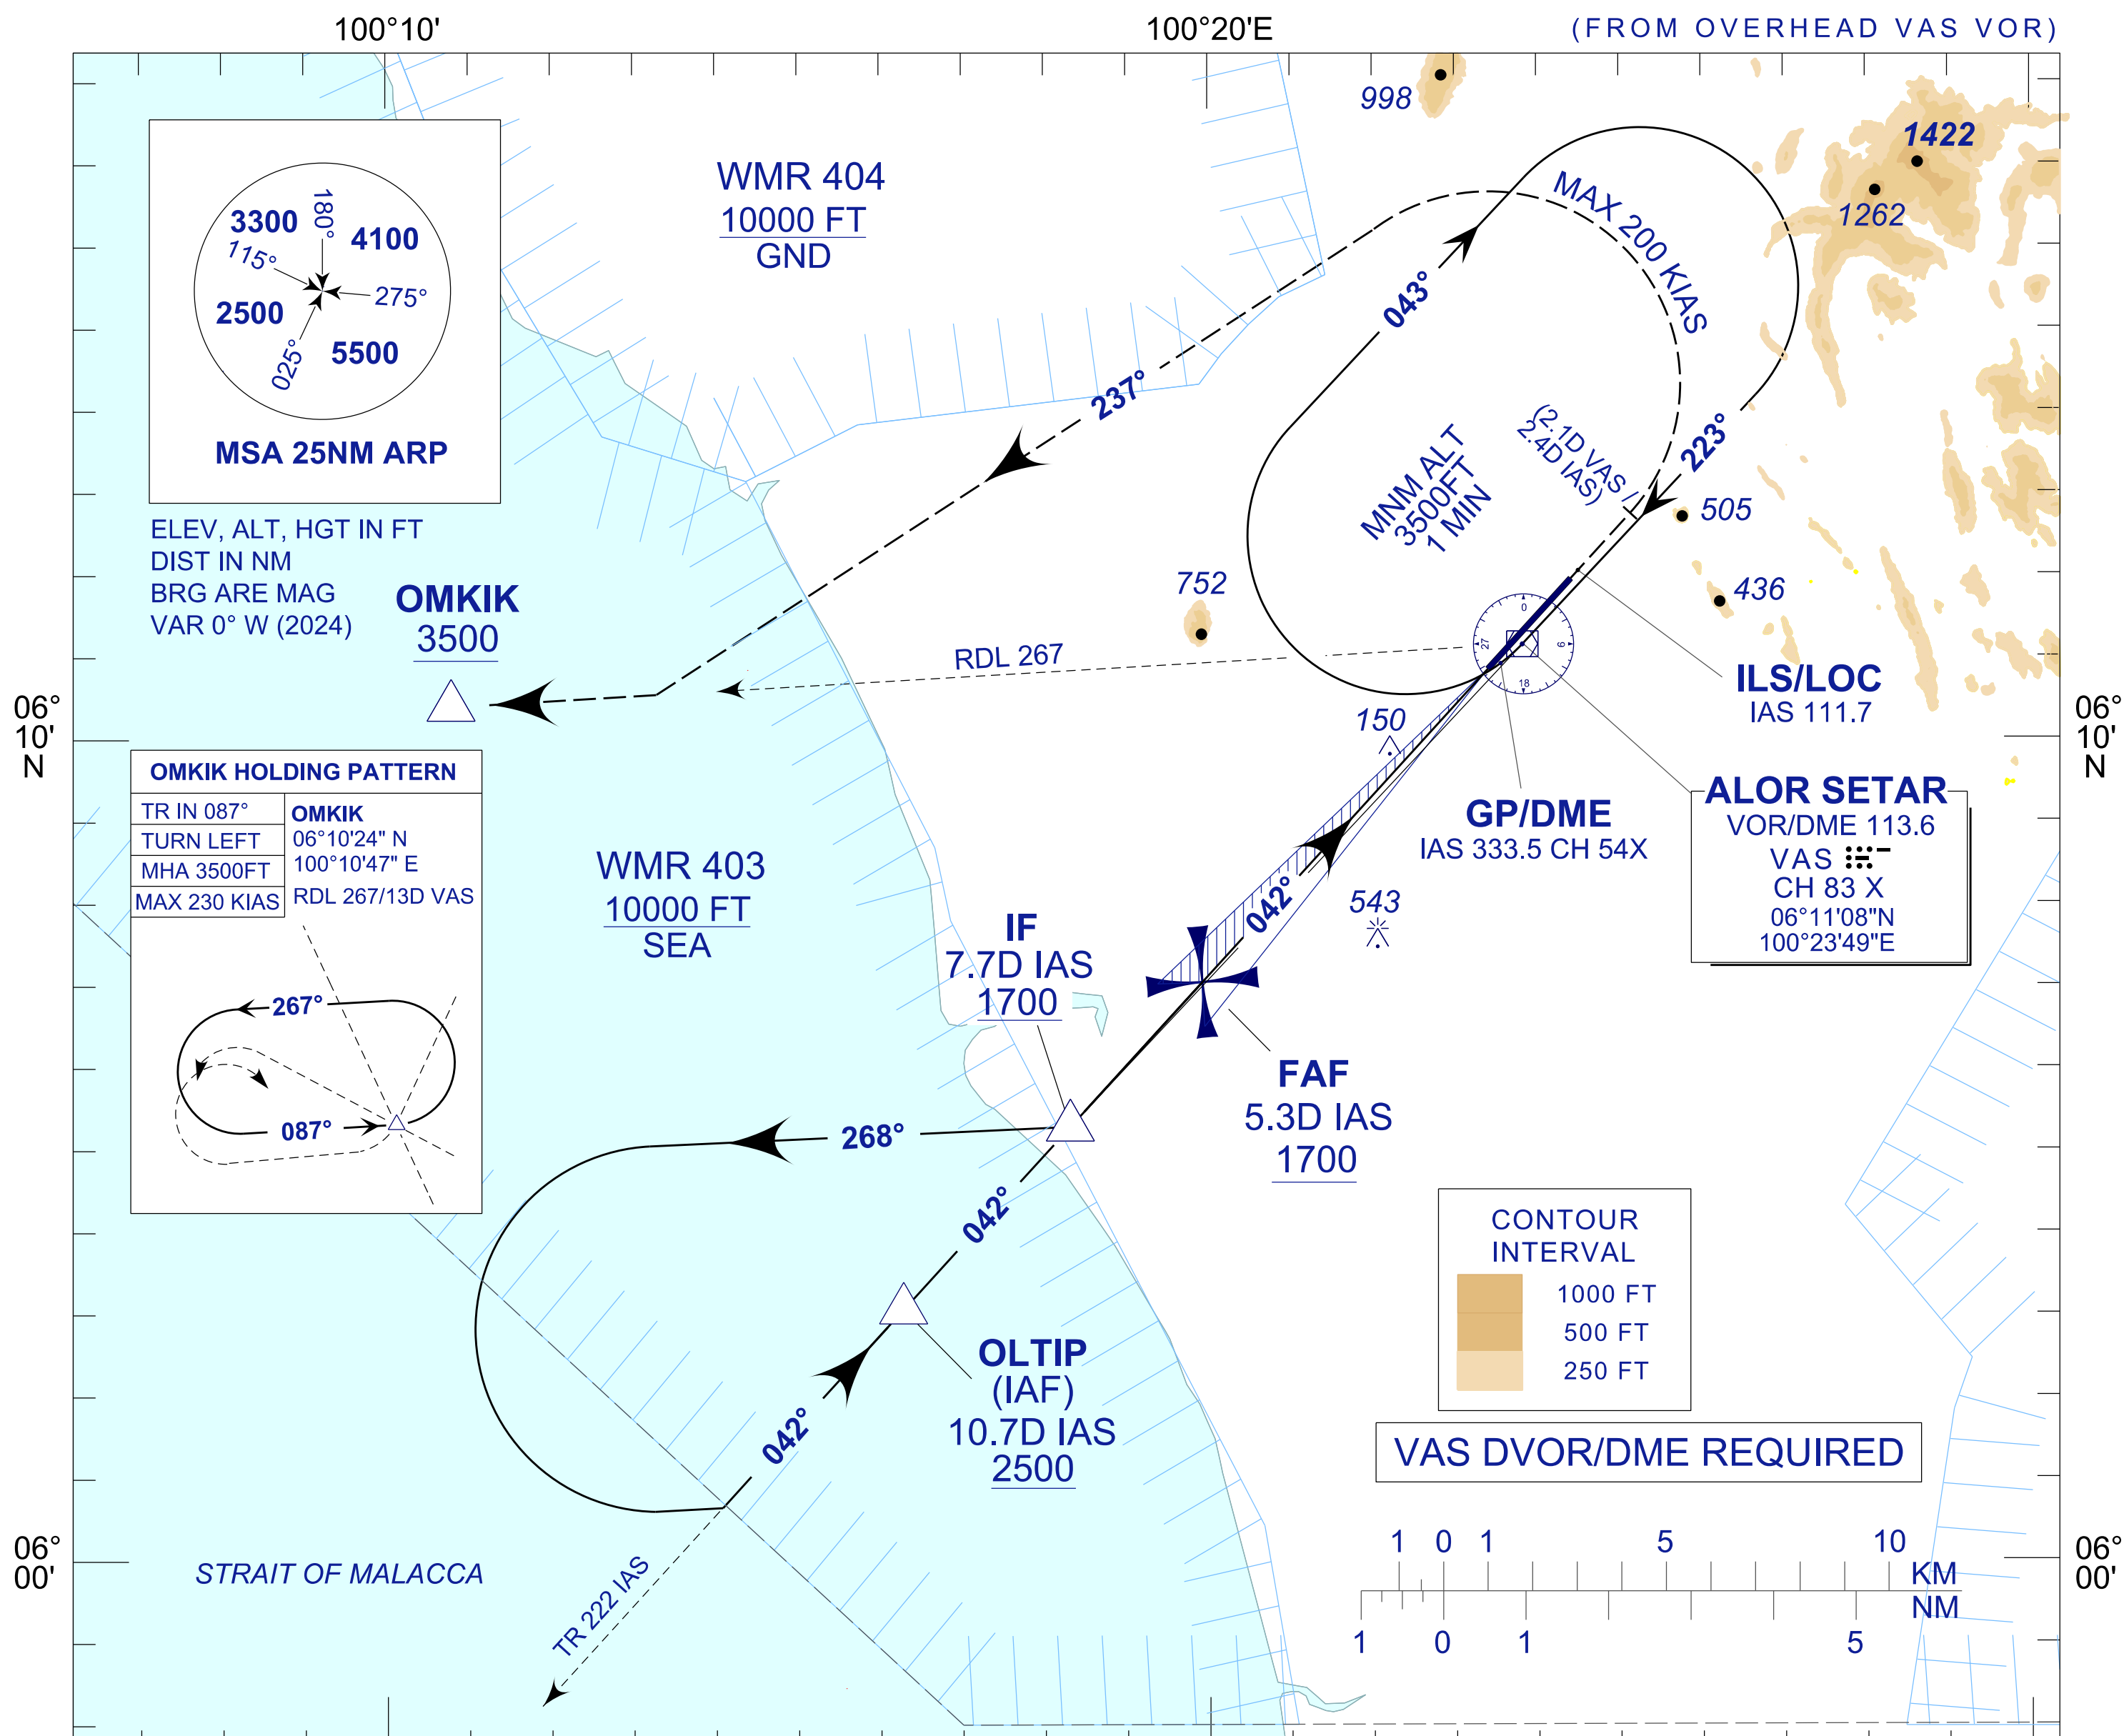 100°10'
100°20'E
(FROM OVERHEAD VAS VOR)
998
1422
1262
WMR 404
10000 FT
GND
MAX 200 KIAS
180°
3300
4100
115°
275°
2500
5500
025°
MSA 25NM ARP
043°
237°
223°
(2.1D VAS /
2.4D IAS)
MNM ALT
3500FT
1 MIN
505
ELEV, ALT, HGT IN FT
DIST IN NM
BRG ARE MAG
VAR 0° W (2024)
OMKIK
3500
752
436
0
9
18
27
RDL 267
ILS/LOC
IAS 111.7
06°
10'
N
06°
10'
N
150
OMKIK HOLDING PATTERN
TR IN 087°
TURN LEFT
MHA 3500FT
MAX 230 KIAS
OMKIK
06°10'24" N
100°10'47" E
RDL 267/13D VAS
267°
087°
GP/DME
IAS 333.5 CH 54X
ALOR SETAR
VOR/DME 113.6
VAS
CH 83 X
06°11'08"N
100°23'49"E
WMR 403
10000 FT
SEA
042°
543
IF
7.7D IAS
1700
FAF
5.3D IAS
1700
268°
042°
CONTOUR
INTERVAL
1000 FT
500 FT
250 FT
OLTIP
(IAF)
10.7D IAS
2500
042°
VAS DVOR/DME REQUIRED
06°
00'
06°
00'
STRAIT OF MALACCA
TR 222 IAS
1 0 1 5 10
KM
NM
1 0 1 5